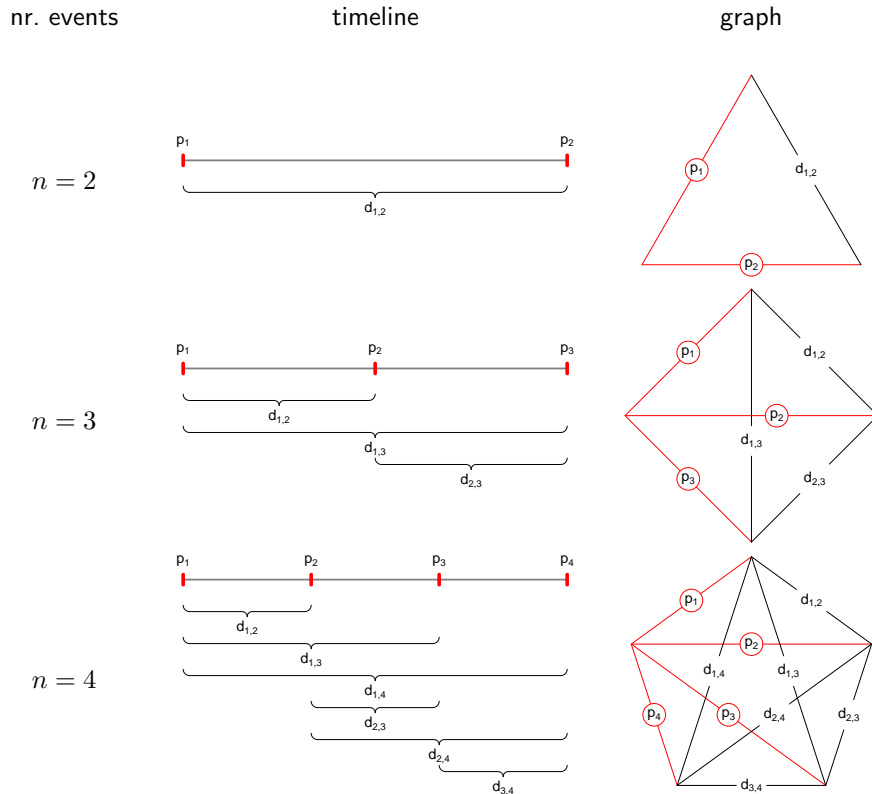 nr. events timeline graph
p₁ p₂
n = 2
d₁,₂
p₁
d₁,₂
p₂
p₁ p₂ p₃
n = 3
d₁,₂
d₁,₃
d₂,₃
p₁
d₁,₂
p₂
d₁,₃
p₃
d₂,₃
p₁ p₂ p₃ p₄
n = 4
d₁,₂
d₁,₃
d₁,₄
d₂,₃
d₂,₄
d₃,₄
p₁
d₁,₂
p₂
d₁,₄ d₁,₃
p₄ p₃ d₂,₄ d₂,₃
d₃,₄